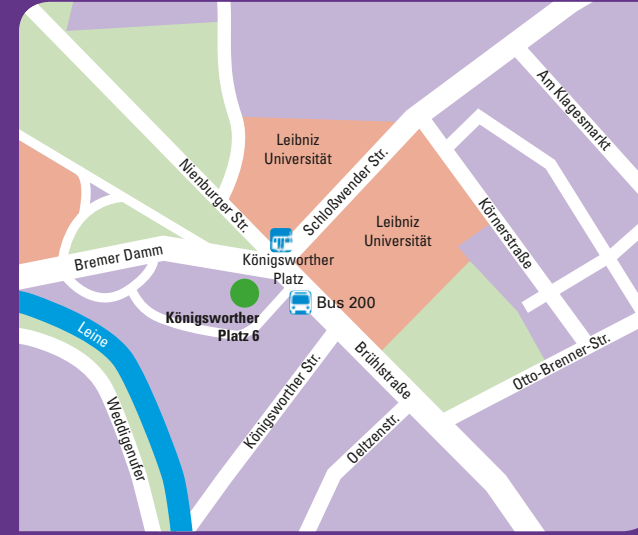 Am Klagesmarkt
Leibniz
Universität
Schloßwender Str.
Nienburger Str.
Leibniz
Universität
Körnerstraße
Bremer Damm
Königsworther
Platz
Bus 200
Königsworther
Platz 6
Leine
Brühlstraße
Otto-Brenner-Str.
Königsworther Str.
Weddigenufer
Oeltzenstr.